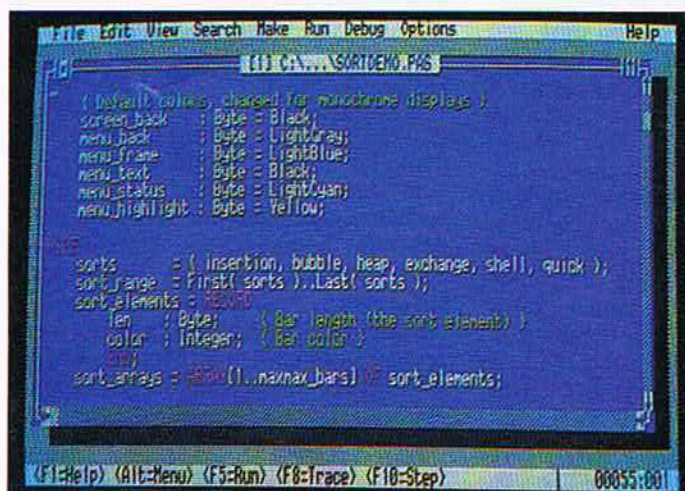 File Edit View Search Make Run Debug Options Help
[1] C:\...\SORTDEMO.PAS
{ Default colors, changed for monochrome displays }
screen_back : Byte = Black;
menu_back : Byte = LightGray;
menu_frame : Byte = LightBlue;
menu_text : Byte = Black;
menu_status : Byte = LightCyan;
menu_highlight : Byte = Yellow;
sorts = ( insertion, bubble, heap, exchange, shell, quick );
sort_range = First( sorts )..Last( sorts );
sort_elements = RECORD
len : Byte; { Bar length (the sort element) }
color : Integer; { Bar color }
END;
sort_arrays = ARRAY[1..maxmax_bars] OF sort_elements;
<F1=Help> <Alt=Menu> <F5=Run> <F8=Trace> <F10=Step> 00055:001